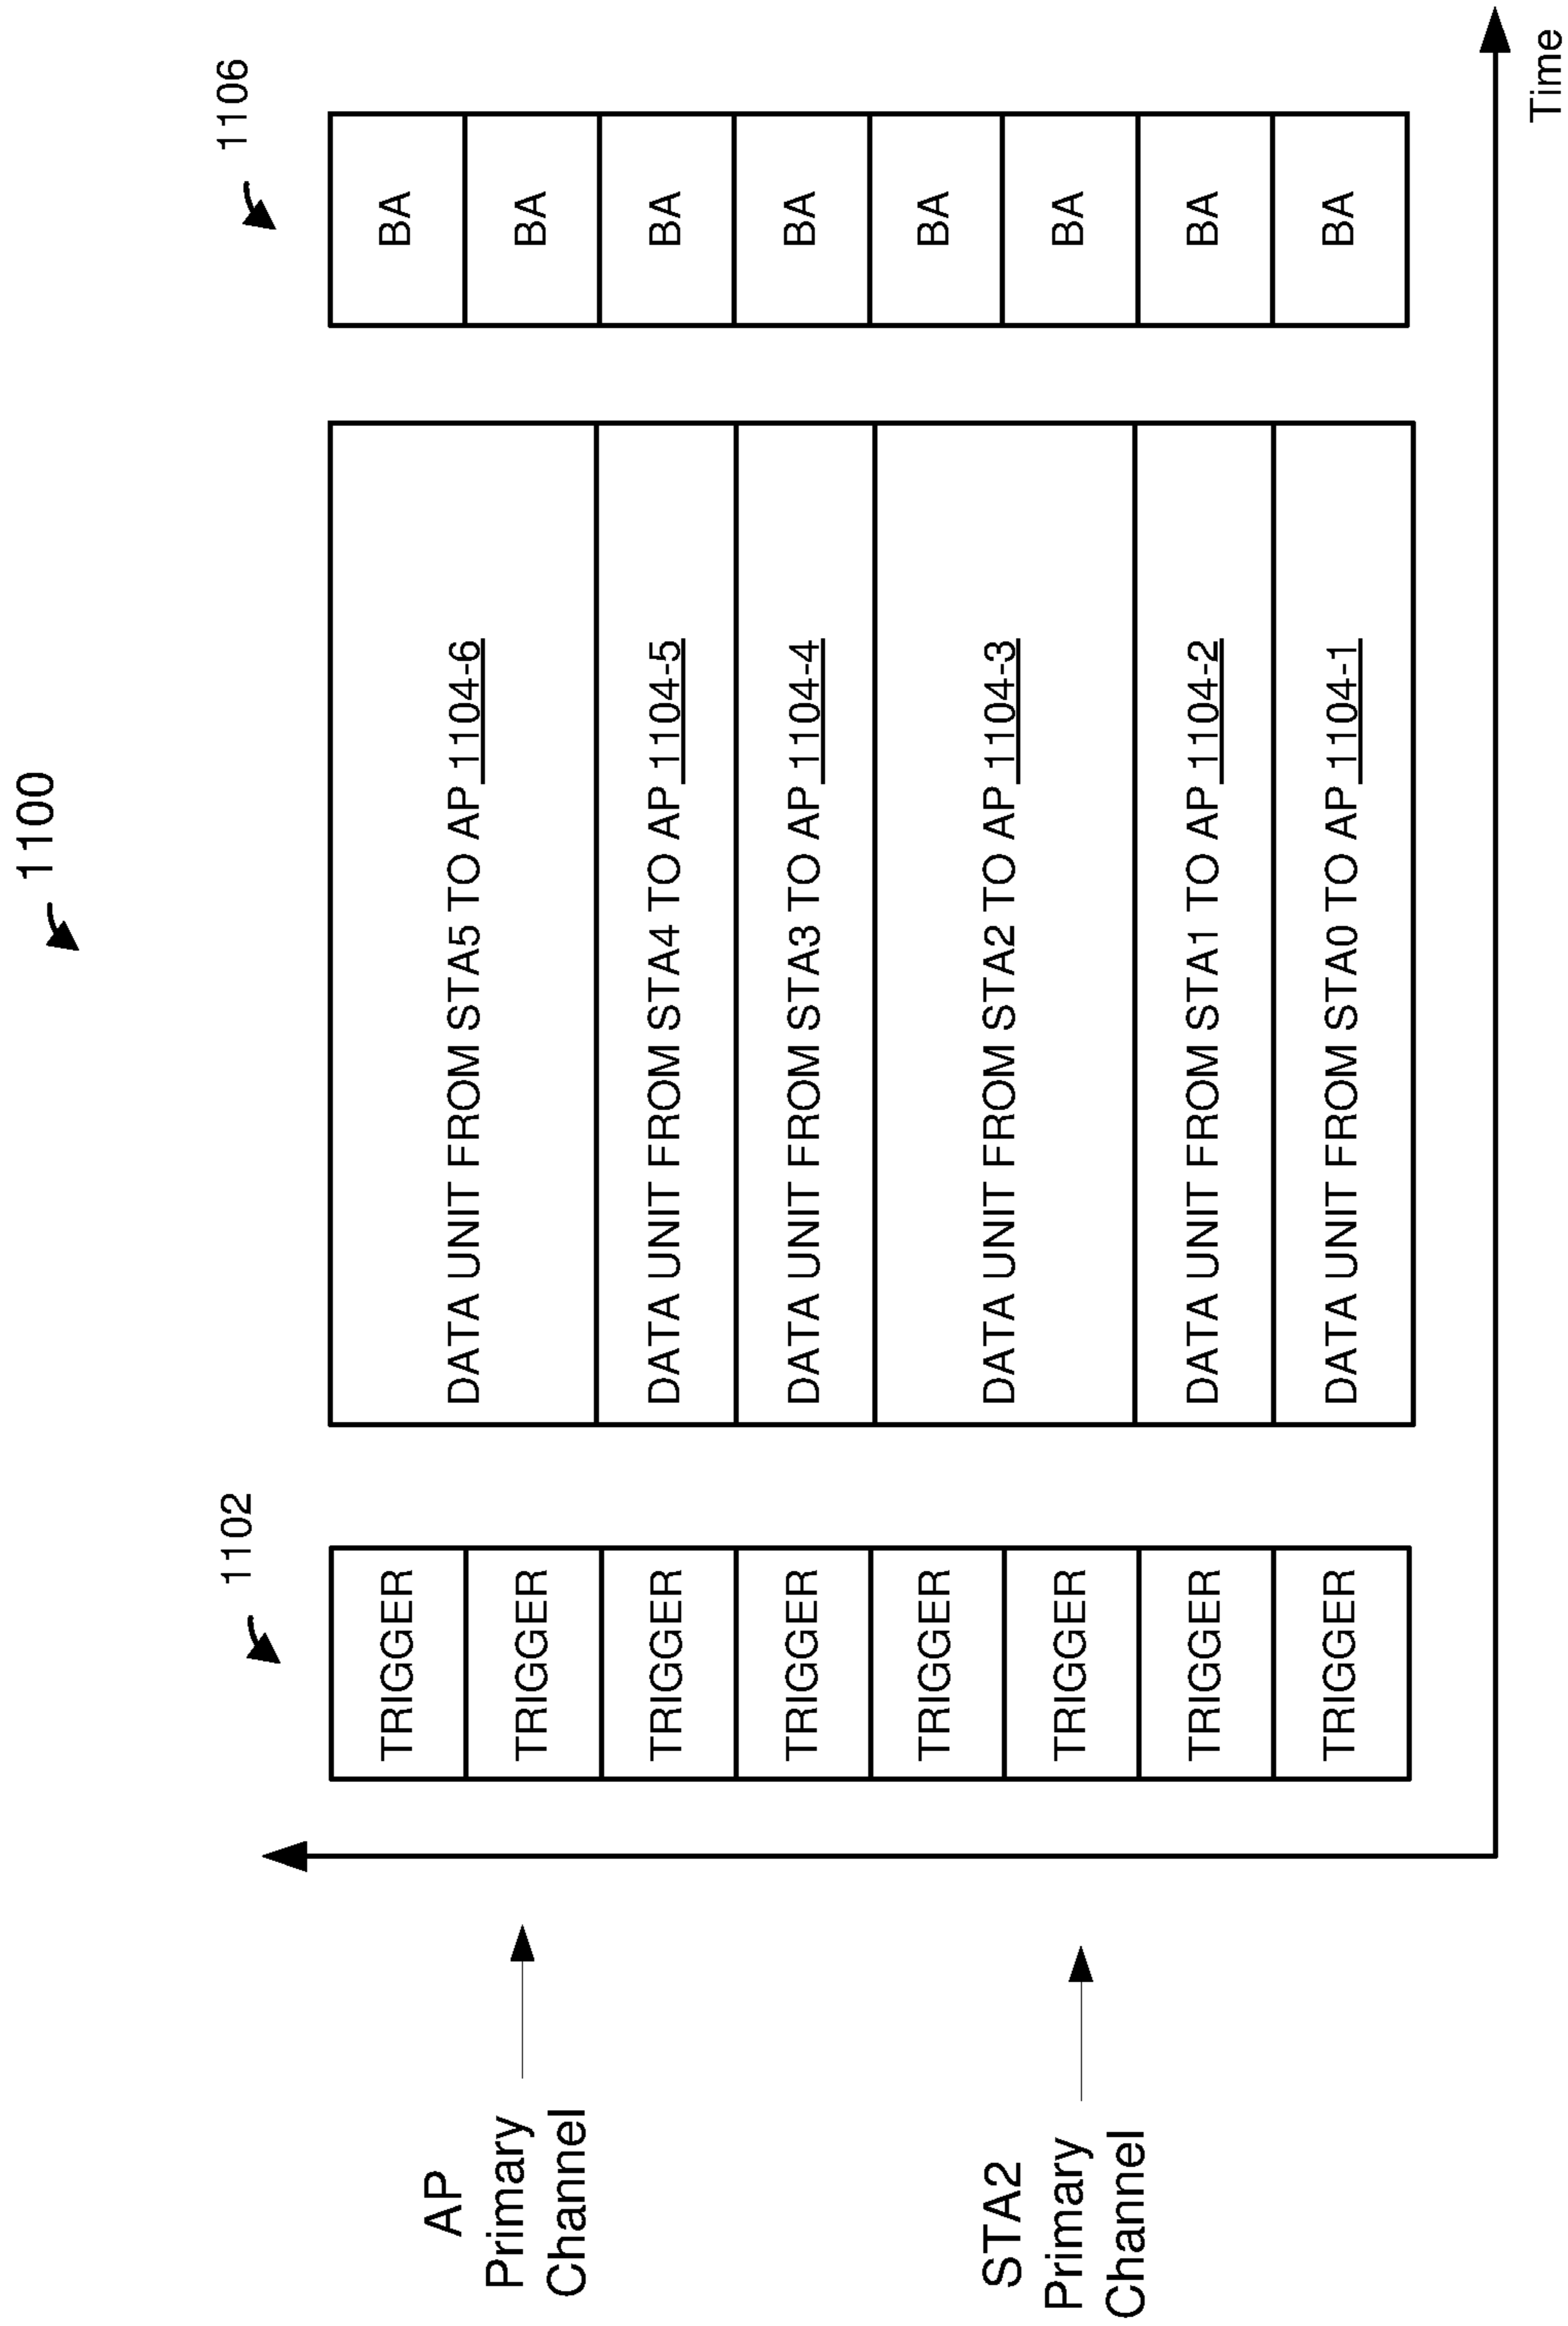 1100
1102
1106
AP
Primary
Channel
STA2
Primary
Channel
TRIGGER
TRIGGER
TRIGGER
TRIGGER
TRIGGER
TRIGGER
TRIGGER
TRIGGER
DATA UNIT FROM STA5 TO AP 1104-6
DATA UNIT FROM STA4 TO AP 1104-5
DATA UNIT FROM STA3 TO AP 1104-4
DATA UNIT FROM STA2 TO AP 1104-3
DATA UNIT FROM STA1 TO AP 1104-2
DATA UNIT FROM STA0 TO AP 1104-1
BA
BA
BA
BA
BA
BA
BA
BA
Time